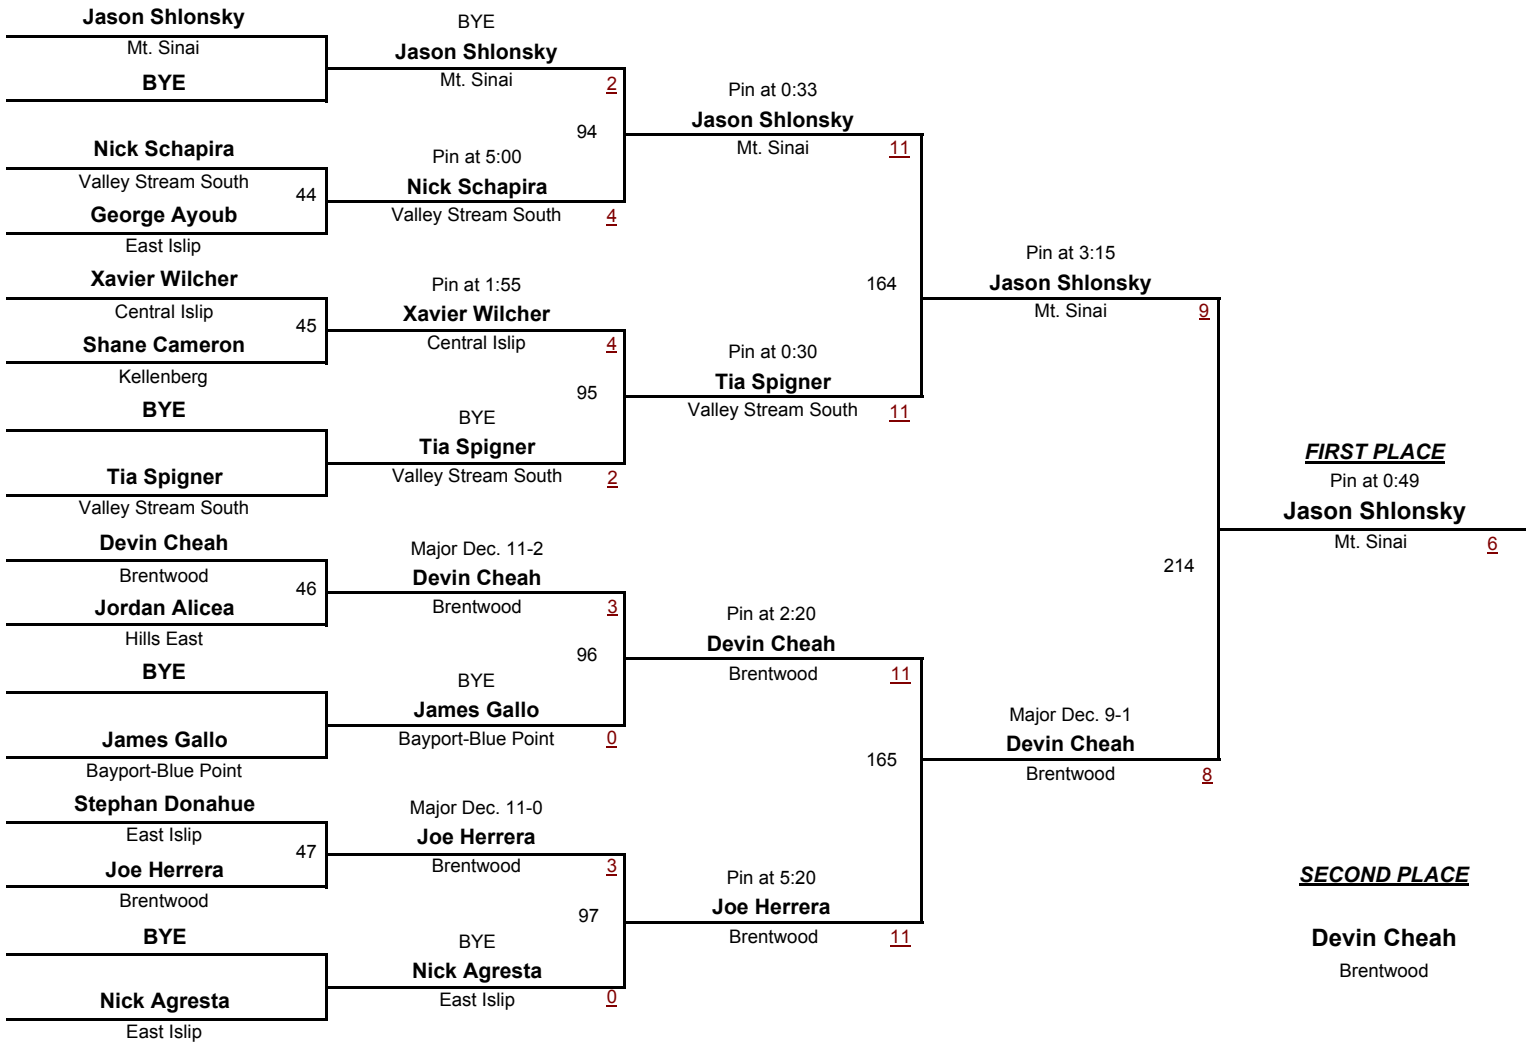 Jason Shlonsky
Mt. Sinai
BYE
Nick Schapira
Valley Stream South
44
George Ayoub
East Islip
Xavier Wilcher
Central Islip
45
Shane Cameron
Kellenberg
BYE
Tia Spigner
Valley Stream South
Devin Cheah
Brentwood
46
Jordan Alicea
Hills East
BYE
James Gallo
Bayport-Blue Point
Stephan Donahue
East Islip
47
Joe Herrera
Brentwood
BYE
Nick Agresta
East Islip
BYE
Jason Shlonsky
Mt. Sinai
2
94
Pin at 5:00
Nick Schapira
Valley Stream South
4
Pin at 1:55
Xavier Wilcher
Central Islip
4
95
BYE
Tia Spigner
Valley Stream South
2
Major Dec. 11-2
Devin Cheah
Brentwood
3
96
BYE
James Gallo
Bayport-Blue Point
0
Major Dec. 11-0
Joe Herrera
Brentwood
3
97
BYE
Nick Agresta
East Islip
0
Pin at 0:33
Jason Shlonsky
Mt. Sinai
11
164
Pin at 0:30
Tia Spigner
Valley Stream South
11
Pin at 2:20
Devin Cheah
Brentwood
11
165
Pin at 5:20
Joe Herrera
Brentwood
11
Pin at 3:15
Jason Shlonsky
Mt. Sinai
9
214
Major Dec. 9-1
Devin Cheah
Brentwood
8
FIRST PLACE
Pin at 0:49
Jason Shlonsky
Mt. Sinai
6
SECOND PLACE
Devin Cheah
Brentwood